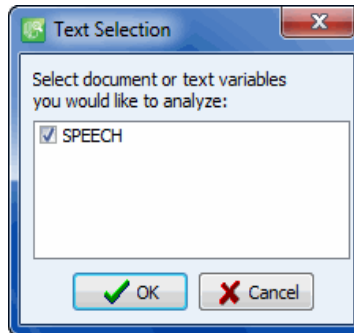 Text Selection
Select document or text variables
you would like to analyze:
SPEECH
OK
Cancel